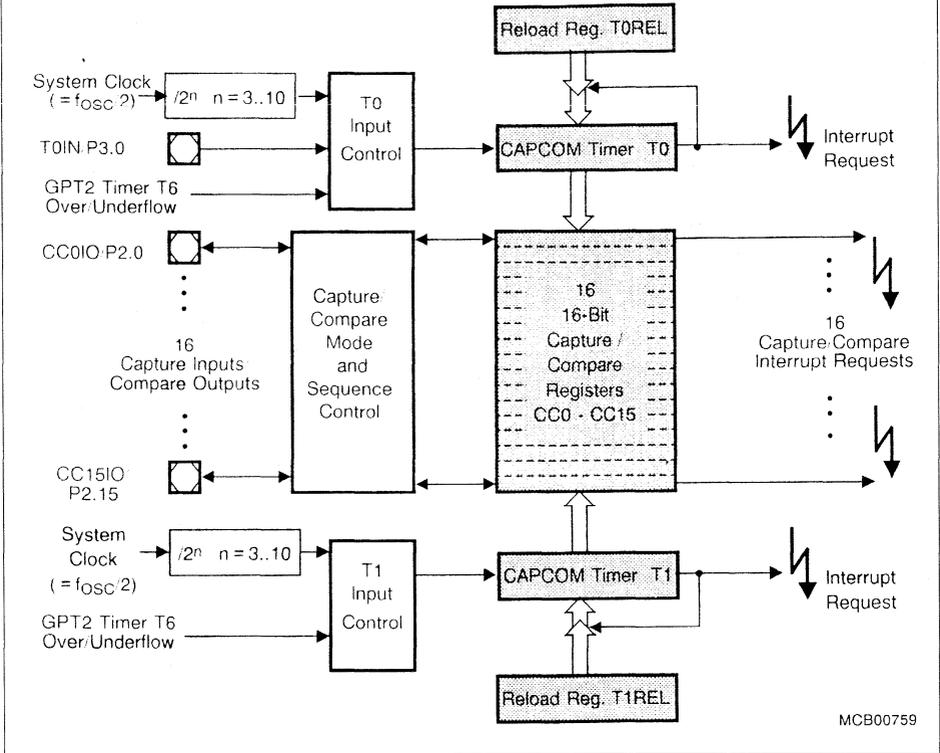 Reload Reg. T0REL
System Clock
(=fOSC/2)
/2ⁿ n=3..10
T0
Input
Control
T0IN/P3.0
CAPCOM Timer T0
Interrupt
Request
GPT2 Timer T6
Over/Underflow
CC0IO/P2.0
Capture/
Compare
Mode
and
Sequence
Control
16
16-Bit
Capture /
Compare
Registers
CC0 - CC15
16
Capture Inputs
Compare Outputs
16
Capture/Compare
Interrupt Requests
CC15IO/
P2.15
System
Clock
(=fOSC/2)
/2ⁿ n=3..10
T1
Input
Control
CAPCOM Timer T1
Interrupt
Request
GPT2 Timer T6
Over/Underflow
Reload Reg. T1REL
MCB00759